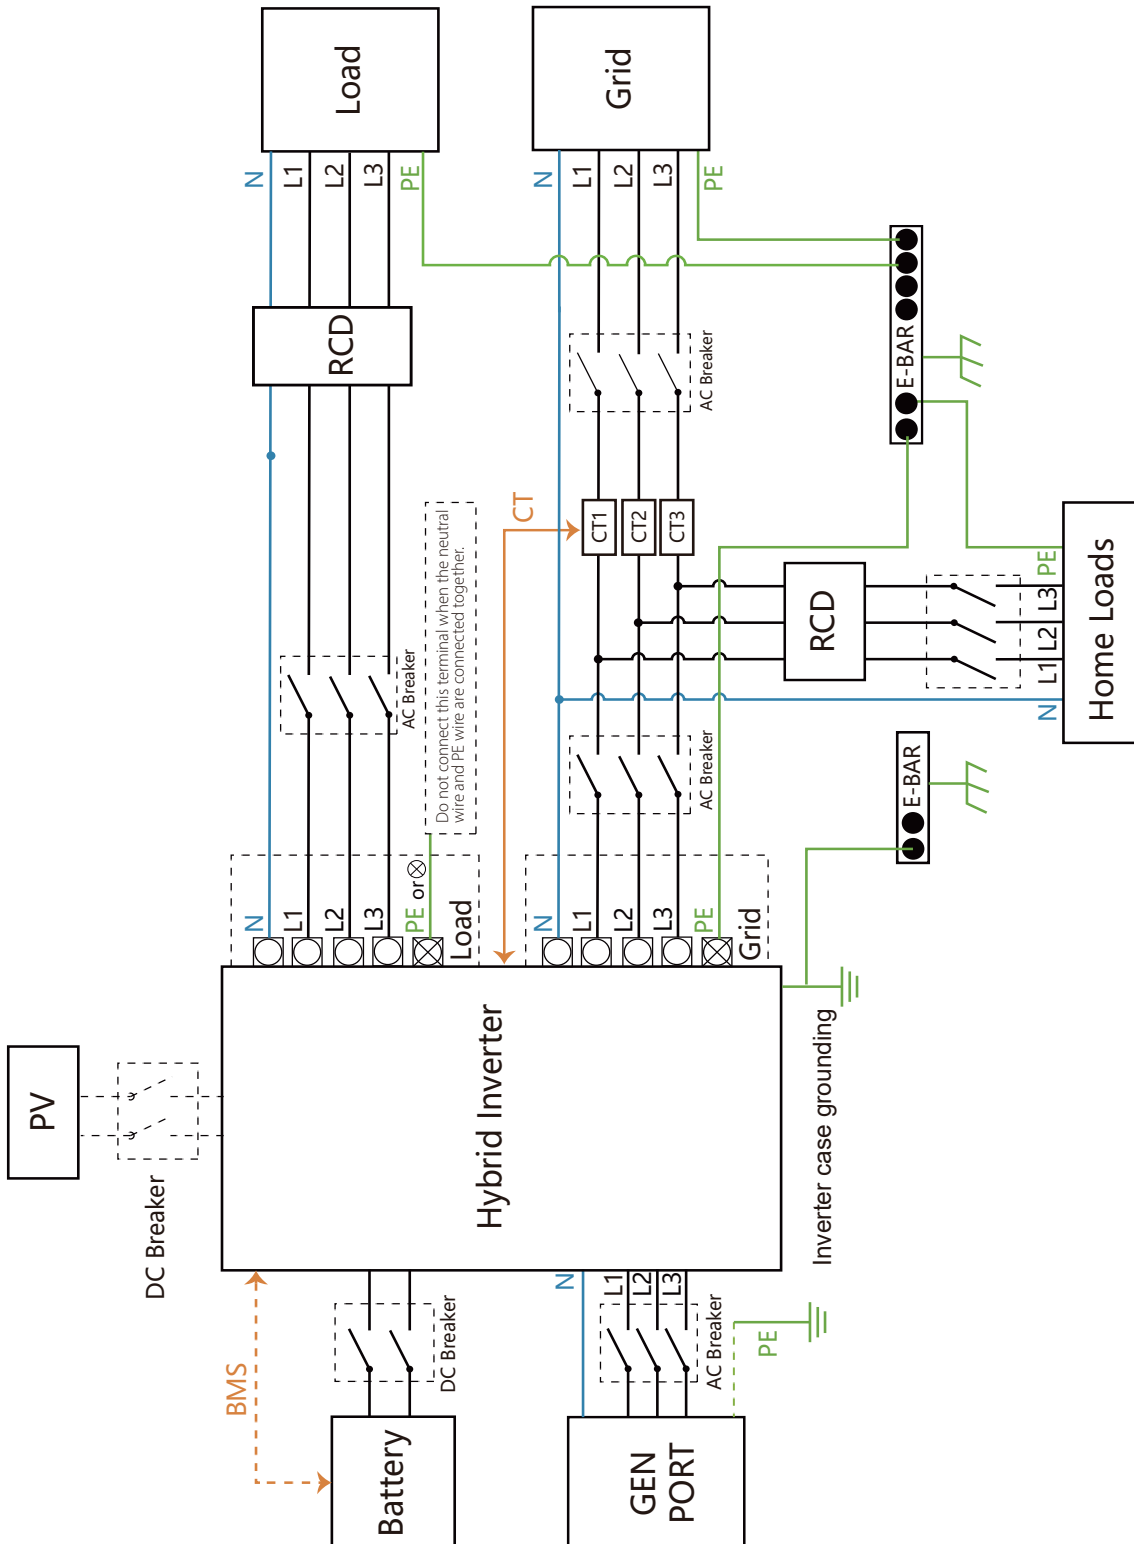 Load
Grid
N
L1
L2
L3
PE
N
L1
L2
L3
PE
RCD
AC Breaker
E-BAR
CT
CT1
CT2
CT3
Do not connect this terminal when the neutral
wire and PE wire are connected together.
AC Breaker
RCD
PE
L3
L2
L1
N
Home Loads
AC Breaker
E-BAR
N
L1
L2
L3
PE or
Load
N
L1
L2
L3
PE
Grid
PV
DC Breaker
Hybrid Inverter
Inverter case grounding
BMS
DC Breaker
N
L1
L2
L3
AC Breaker
PE
Battery
GEN
PORT